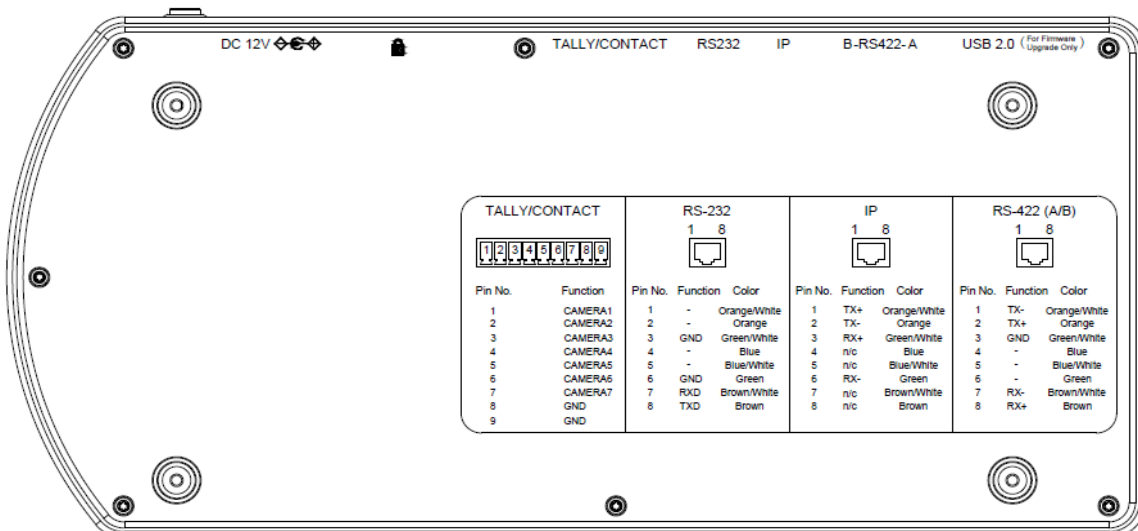 DC 12V TALLY/CONTACT RS232 IP B-RS422-A USB 2.0 (For Firmware Upgrade Only)
TALLY/CONTACT
1 2 3 4 5 6 7 8 9
Pin No. Function
1 CAMERA1
2 CAMERA2
3 CAMERA3
4 CAMERA4
5 CAMERA5
6 CAMERA6
7 CAMERA7
8 GND
9 GND
RS-232
1 8
Pin No. Function Color
1 - Orange/White
2 - Orange
3 GND Green/White
4 - Blue
5 - Blue/White
6 GND Green
7 RXD Brown/White
8 TXD Brown
IP
1 8
Pin No. Function Color
1 TX+ Orange/White
2 TX- Orange
3 RX+ Green/White
4 n/c Blue
5 n/c Blue/White
6 RX- Green
7 n/c Brown/White
8 n/c Brown
RS-422 (A/B)
1 8
Pin No. Function Color
1 TX- Orange/White
2 TX+ Orange
3 GND Green/White
4 - Blue
5 - Blue/White
6 - Green
7 RX- Brown/White
8 RX+ Brown